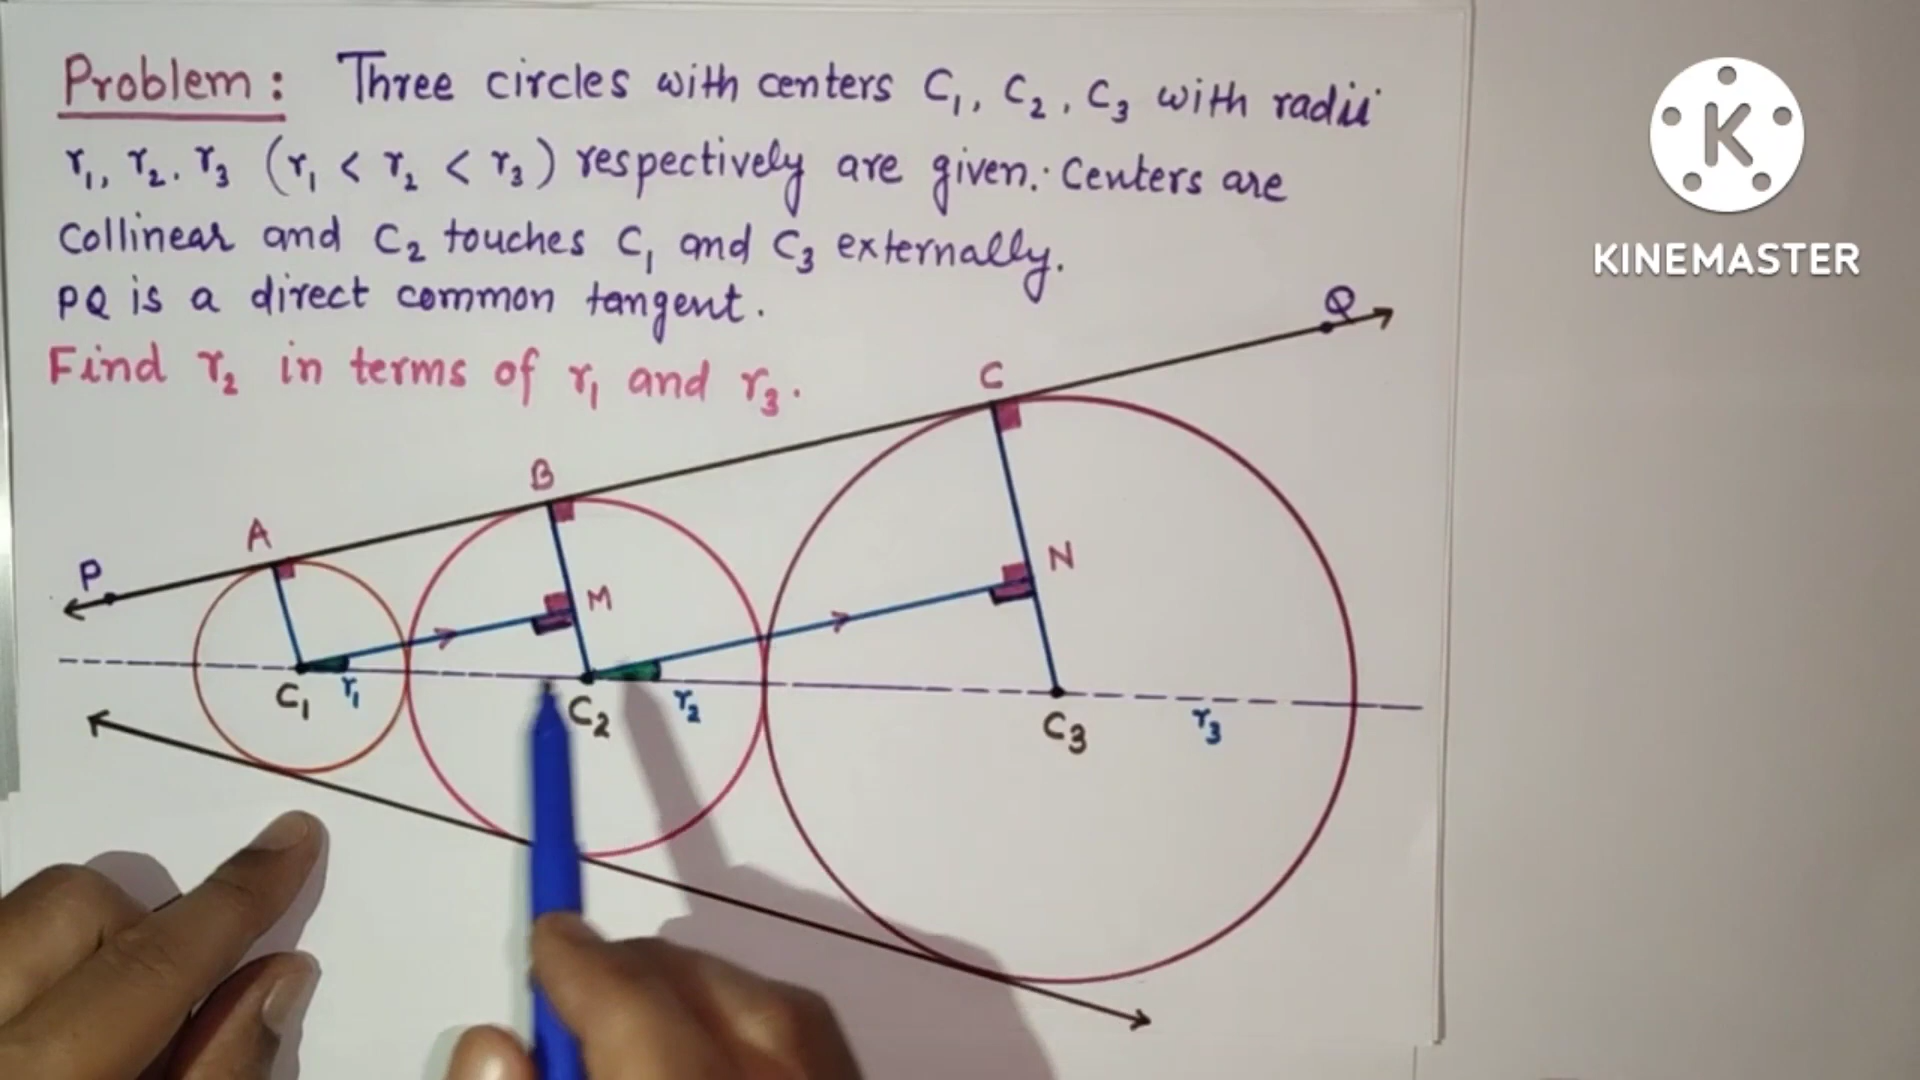 Problem: Three circles with centers C₁, C₂, C₃ with radii
r₁, r₂. r₃ (r₁ < r₂ < r₃) respectively are given. Centers are
collinear and C₂ touches C₁ and C₃ externally.
PQ is a direct common tangent.
Find r₂ in terms of r₁ and r₃.
K
KINEMASTER
Q
C
B
A
P
M
N
C₁
r₁
C₂
r₂
C₃
r₃